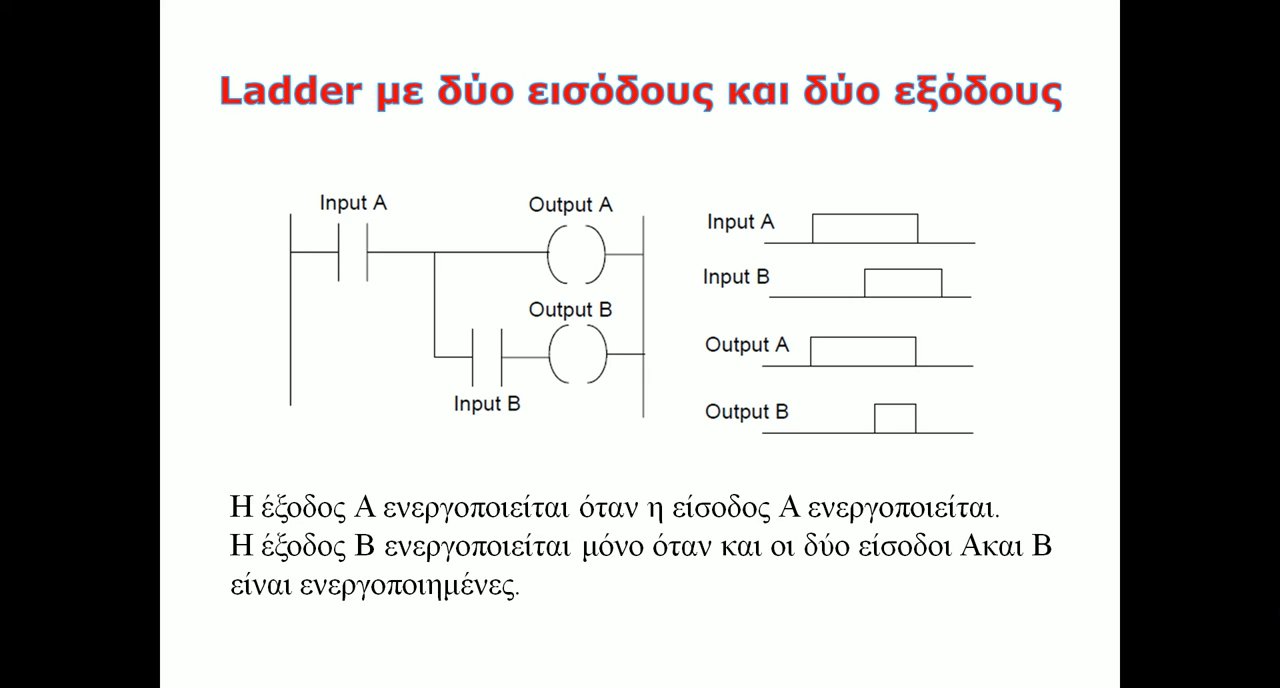 Ladder με δύο εισόδους και δύο εξόδους
Input A
Output A
Output B
Input B
Input A
Input B
Output A
Output B
Η έξοδος Α ενεργοποιείται όταν η είσοδος Α ενεργοποιείται.
Η έξοδος Β ενεργοποιείται μόνο όταν και οι δύο είσοδοι Ακαι Β
είναι ενεργοποιημένες.